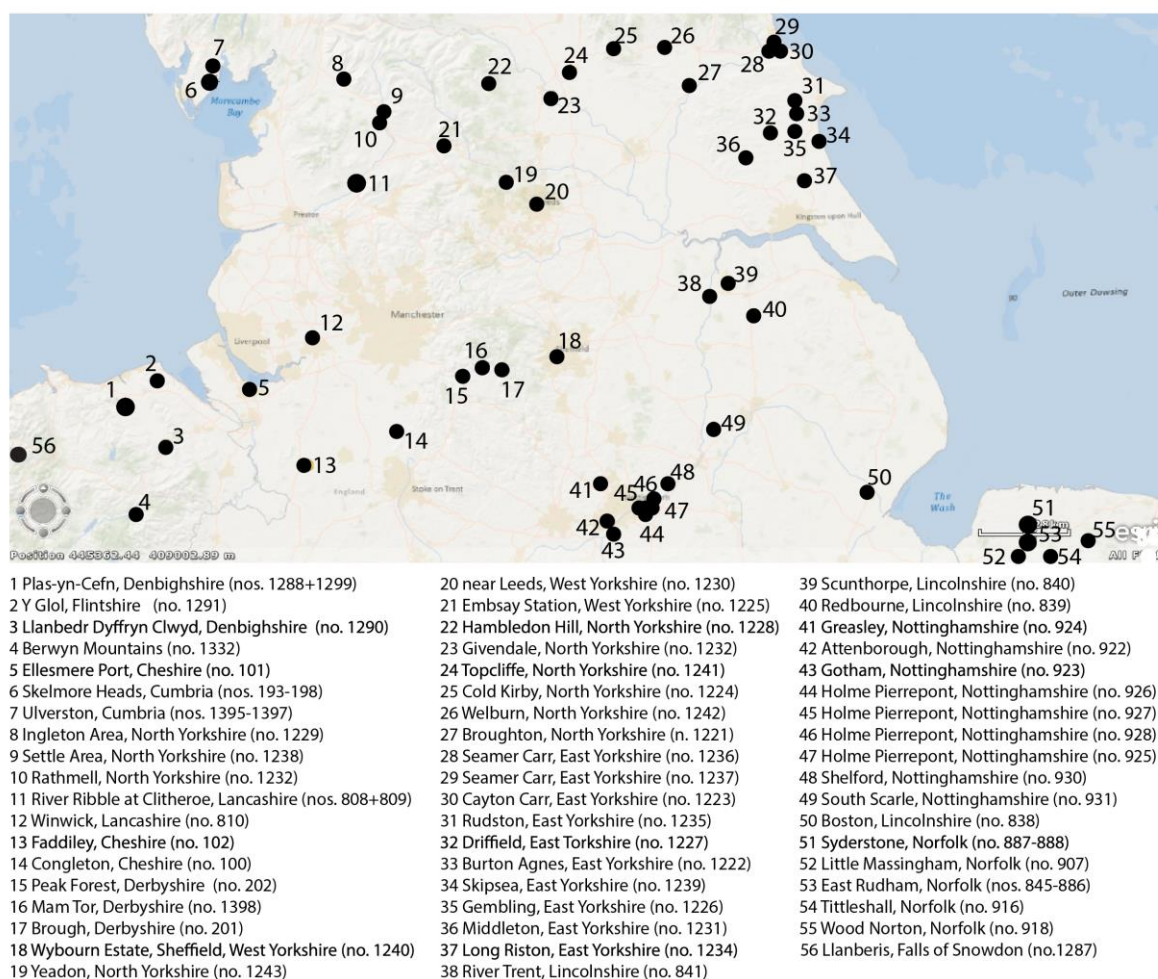 29
25
26
7
28
30
8
24
22
27
6
Morecambe Bay
23
31
9
33
32
10
21
34
35
36
19
11
37
20
Preston
Kingston upon Hull
39
38
Outer Dowsing
90
40
Manchester
12
Liverpool
18
16
2
15
17
5
1
49
14
3
56
13
48
46
41
45
England
Stoke on Trent
50
The Wash
4
47
51
42
44
43
53
55
52
54
Position 445362.44 409002.89 m
1 Plas-yn-Cefn, Denbighshire (nos. 1288+1299)
2 Y Glol, Flintshire (no. 1291)
3 Llanbedr Dyffryn Clwyd, Denbighshire (no. 1290)
4 Berwyn Mountains (no. 1332)
5 Ellesmere Port, Cheshire (no. 101)
6 Skelmore Heads, Cumbria (nos. 193-198)
7 Ulverston, Cumbria (nos. 1395-1397)
8 Ingleton Area, North Yorkshire (no. 1229)
9 Settle Area, North Yorkshire (no. 1238)
10 Rathmell, North Yorkshire (no. 1232)
11 River Ribble at Clitheroe, Lancashire (nos. 808+809)
12 Winwick, Lancashire (no. 810)
13 Faddiley, Cheshire (no. 102)
14 Congleton, Cheshire (no. 100)
15 Peak Forest, Derbyshire (no. 202)
16 Mam Tor, Derbyshire (no. 1398)
17 Brough, Derbyshire (no. 201)
18 Wybourn Estate, Sheffield, West Yorkshire (no. 1240)
19 Yeadon, North Yorkshire (no. 1243)
20 near Leeds, West Yorkshire (no. 1230)
21 Embsay Station, West Yorkshire (no. 1225)
22 Hambledon Hill, North Yorkshire (no. 1228)
23 Givendale, North Yorkshire (no. 1232)
24 Topcliffe, North Yorkshire (no. 1241)
25 Cold Kirby, North Yorkshire (no. 1224)
26 Welburn, North Yorkshire (no. 1242)
27 Broughton, North Yorkshire (n. 1221)
28 Seamer Carr, East Yorkshire (no. 1236)
29 Seamer Carr, East Yorkshire (no. 1237)
30 Cayton Carr, East Yorkshire (no. 1223)
31 Rudston, East Yorkshire (no. 1235)
32 Driffield, East Torkshire (no. 1227)
33 Burton Agnes, East Yorkshire (no. 1222)
34 Skipsea, East Yorkshire (no. 1239)
35 Gembling, East Yorkshire (no. 1226)
36 Middleton, East Yorkshire (no. 1231)
37 Long Riston, East Yorkshire (no. 1234)
38 River Trent, Lincolnshire (no. 841)
39 Scunthorpe, Lincolnshire (no. 840)
40 Redbourne, Lincolnshire (no. 839)
41 Greasley, Nottinghamshire (no. 924)
42 Attenborough, Nottinghamshire (no. 922)
43 Gotham, Nottinghamshire (no. 923)
44 Holme Pierrepont, Nottinghamshire (no. 926)
45 Holme Pierrepont, Nottinghamshire (no. 927)
46 Holme Pierrepont, Nottinghamshire (no. 928)
47 Holme Pierrepont, Nottinghamshire (no. 925)
48 Shelford, Nottinghamshire (no. 930)
49 South Scarle, Nottinghamshire (no. 931)
50 Boston, Lincolnshire (no. 838)
51 Syderstone, Norfolk (no. 887-888)
52 Little Massingham, Norfolk (no. 907)
53 East Rudham, Norfolk (nos. 845-886)
54 Tittleshall, Norfolk (no. 916)
55 Wood Norton, Norfolk (no. 918)
56 Llanberis, Falls of Snowdon (no.1287)